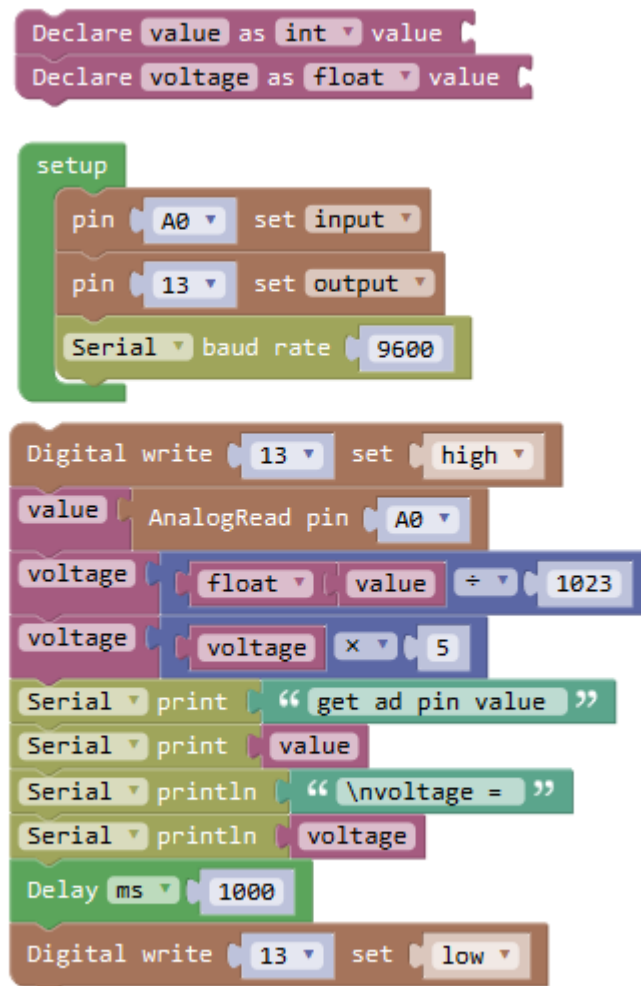 Declare value as int value
Declare voltage as float value
setup
pin A0 set input
pin 13 set output
Serial baud rate 9600
Digital write 13 set high
value AnalogRead pin A0
voltage float value ÷ 1023
voltage voltage × 5
Serial print “ get ad pin value ”
Serial print value
Serial println “ \nvoltage = ”
Serial println voltage
Delay ms 1000
Digital write 13 set low